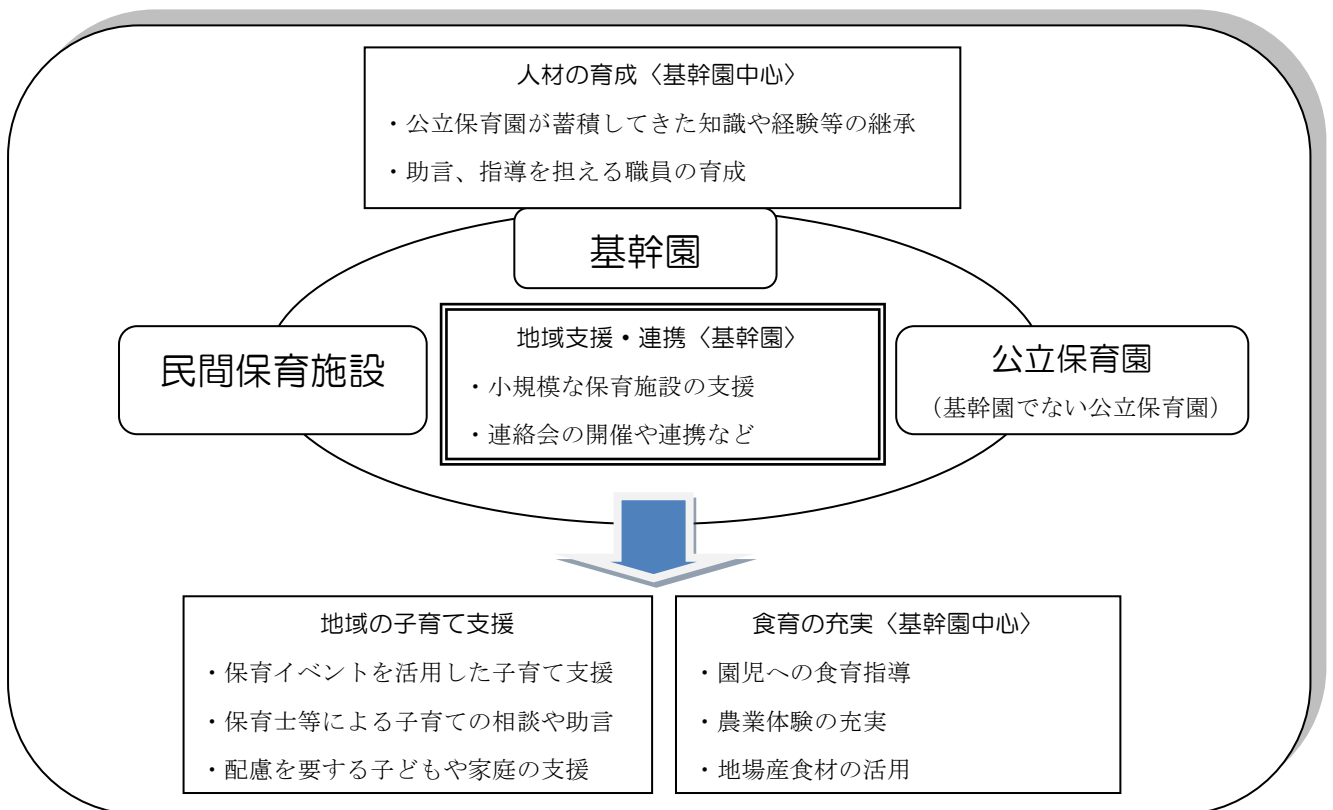 人材の育成〈基幹園中心〉
・公立保育園が蓄積してきた知識や経験等の継承
・助言、指導を担える職員の育成
基幹園
民間保育施設
地域支援・連携〈基幹園〉
・小規模な保育施設の支援
・連絡会の開催や連携など
公立保育園
（基幹園でない公立保育園）
地域の子育て支援
・保育イベントを活用した子育て支援
・保育士等による子育ての相談や助言
・配慮を要する子どもや家庭の支援
食育の充実〈基幹園中心〉
・園児への食育指導
・農業体験の充実
・地場産食材の活用